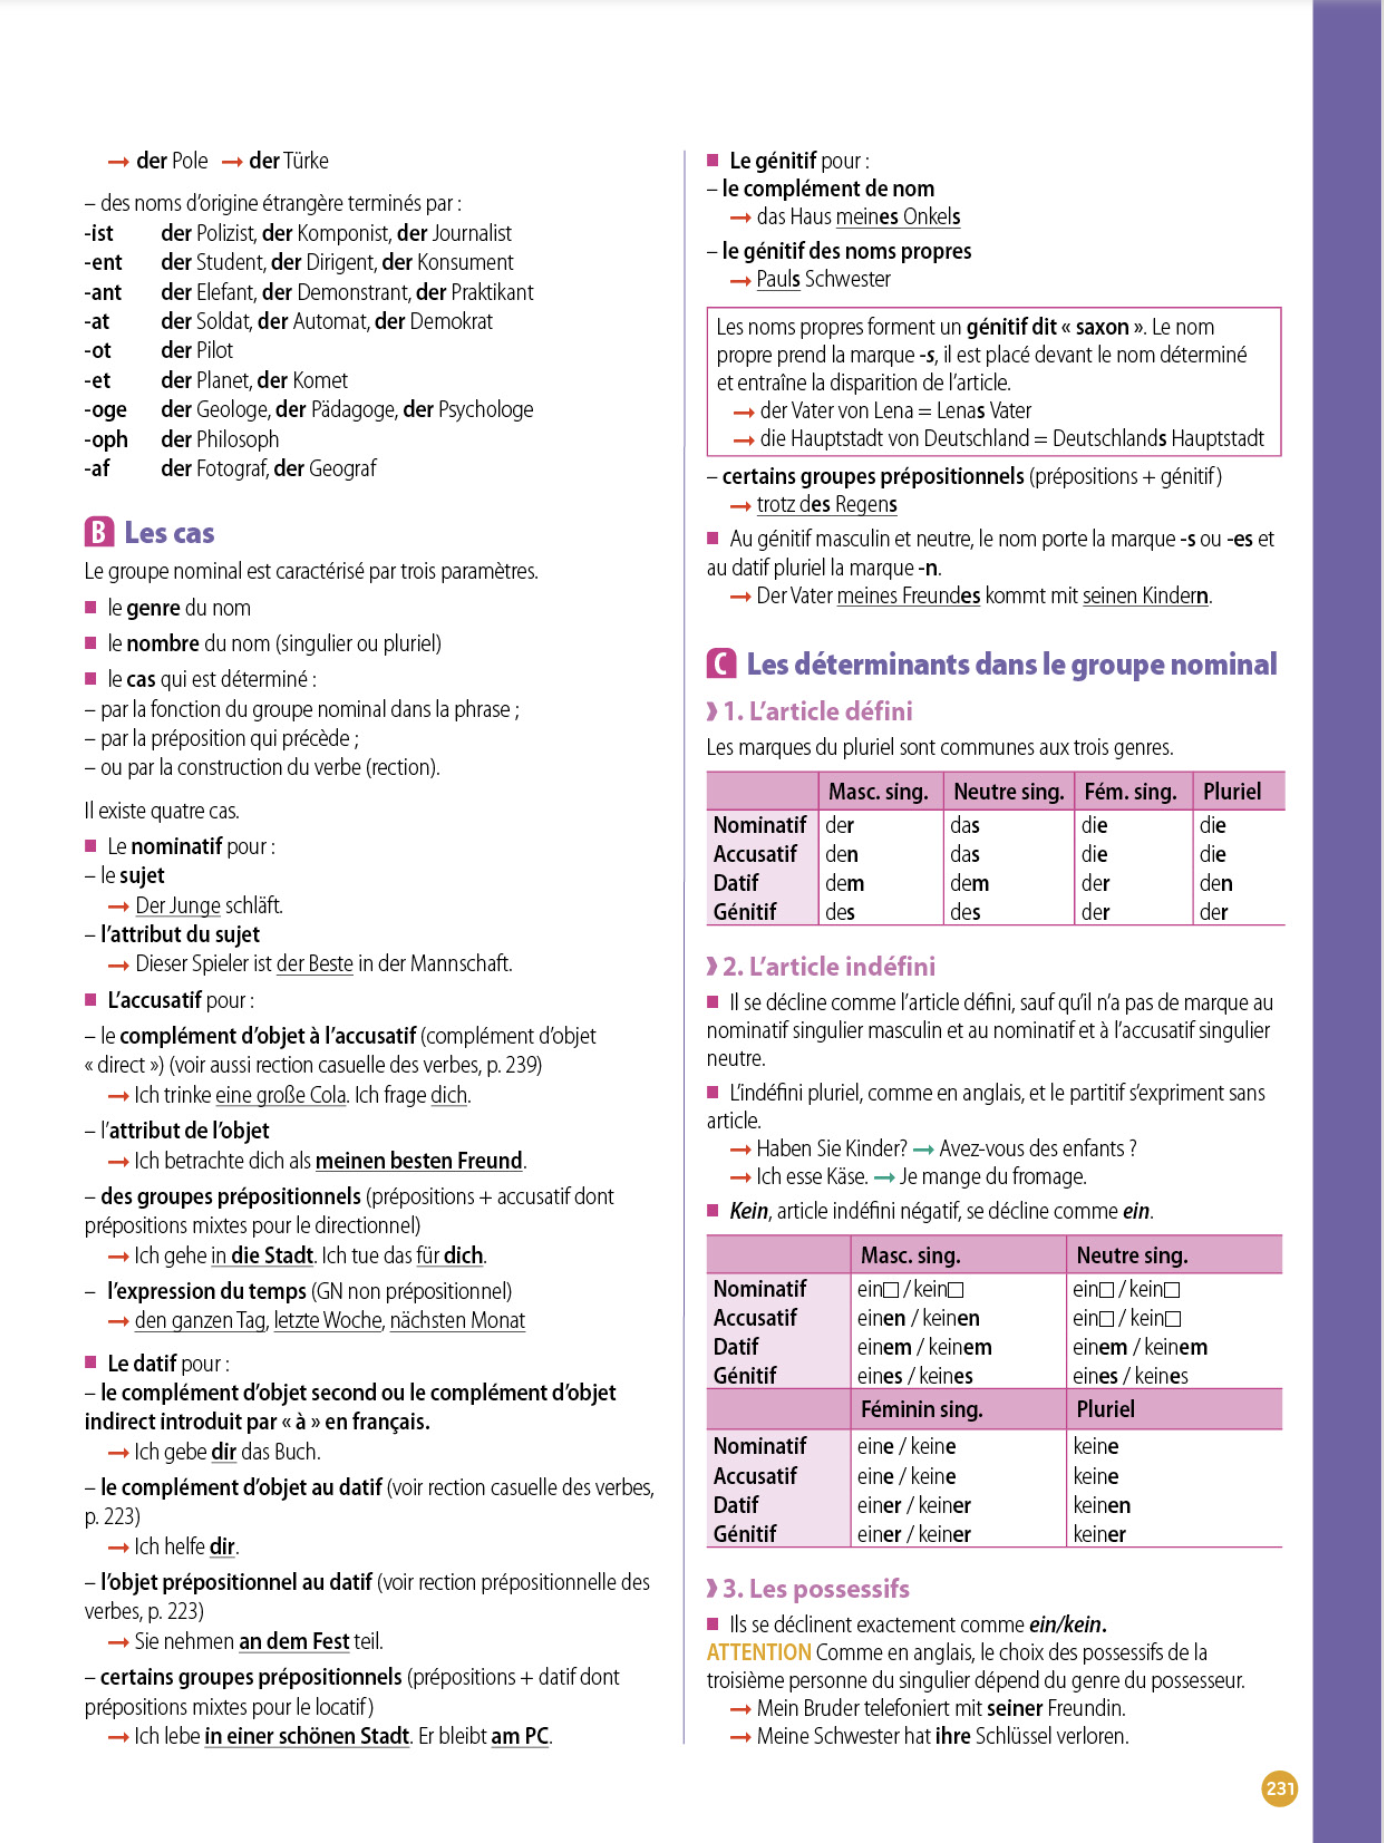 → der Pole → der Türke
– des noms d'origine étrangère terminés par :
-ist der Polizist, der Komponist, der Journalist
-ent der Student, der Dirigent, der Konsument
-ant der Elefant, der Demonstrant, der Praktikant
-at der Soldat, der Automat, der Demokrat
-ot der Pilot
-et der Planet, der Komet
-oge der Geologe, der Pädagoge, der Psychologe
-oph der Philosoph
-af der Fotograf, der Geograf
B Les cas
Le groupe nominal est caractérisé par trois paramètres.
■ le genre du nom
■ le nombre du nom (singulier ou pluriel)
■ le cas qui est déterminé :
– par la fonction du groupe nominal dans la phrase ;
– par la préposition qui précède ;
– ou par la construction du verbe (rection).
Il existe quatre cas.
■ Le nominatif pour :
– le sujet
→ Der Junge schläft.
– l'attribut du sujet
→ Dieser Spieler ist der Beste in der Mannschaft.
■ L'accusatif pour :
– le complément d'objet à l'accusatif (complément d'objet
« direct ») (voir aussi rection casuelle des verbes, p. 239)
→ Ich trinke eine große Cola. Ich frage dich.
– l'attribut de l'objet
→ Ich betrachte dich als meinen besten Freund.
– des groupes prépositionnels (prépositions + accusatif dont
prépositions mixtes pour le directionnel)
→ Ich gehe in die Stadt. Ich tue das für dich.
– l'expression du temps (GN non prépositionnel)
→ den ganzen Tag, letzte Woche, nächsten Monat
■ Le datif pour :
– le complément d'objet second ou le complément d'objet
indirect introduit par « à » en français.
→ Ich gebe dir das Buch.
– le complément d'objet au datif (voir rection casuelle des verbes,
p. 223)
→ Ich helfe dir.
– l'objet prépositionnel au datif (voir rection prépositionnelle des
verbes, p. 223)
→ Sie nehmen an dem Fest teil.
– certains groupes prépositionnels (prépositions + datif dont
prépositions mixtes pour le locatif)
→ Ich lebe in einer schönen Stadt. Er bleibt am PC.
■ Le génitif pour :
– le complément de nom
→ das Haus meines Onkels
– le génitif des noms propres
→ Pauls Schwester
Les noms propres forment un génitif dit « saxon ». Le nom
propre prend la marque -s, il est placé devant le nom déterminé
et entraîne la disparition de l'article.
→ der Vater von Lena = Lenas Vater
→ die Hauptstadt von Deutschland = Deutschlands Hauptstadt
– certains groupes prépositionnels (prépositions + génitif)
→ trotz des Regens
■ Au génitif masculin et neutre, le nom porte la marque -s ou -es et
au datif pluriel la marque -n.
→ Der Vater meines Freundes kommt mit seinen Kindern.
C Les déterminants dans le groupe nominal
❫ 1. L'article défini
Les marques du pluriel sont communes aux trois genres.
Masc. sing. Neutre sing. Fém. sing. Pluriel
Nominatif der das die die
Accusatif den das die die
Datif dem dem der den
Génitif des des der der
❫ 2. L'article indéfini
■ Il se décline comme l'article défini, sauf qu'il n'a pas de marque au
nominatif singulier masculin et au nominatif et à l'accusatif singulier
neutre.
■ L'indéfini pluriel, comme en anglais, et le partitif s'expriment sans
article.
→ Haben Sie Kinder? → Avez-vous des enfants ?
→ Ich esse Käse. → Je mange du fromage.
■ Kein, article indéfini négatif, se décline comme ein.
Masc. sing. Neutre sing.
Nominatif ein□ / kein□ ein□ / kein□
Accusatif einen / keinen ein□ / kein□
Datif einem / keinem einem / keinem
Génitif eines / keines eines / keines
Féminin sing. Pluriel
Nominatif eine / keine keine
Accusatif eine / keine keine
Datif einer / keiner keinen
Génitif einer / keiner keiner
❫ 3. Les possessifs
■ Ils se déclinent exactement comme ein/kein.
ATTENTION Comme en anglais, le choix des possessifs de la
troisième personne du singulier dépend du genre du possesseur.
→ Mein Bruder telefoniert mit seiner Freundin.
→ Meine Schwester hat ihre Schlüssel verloren.
231